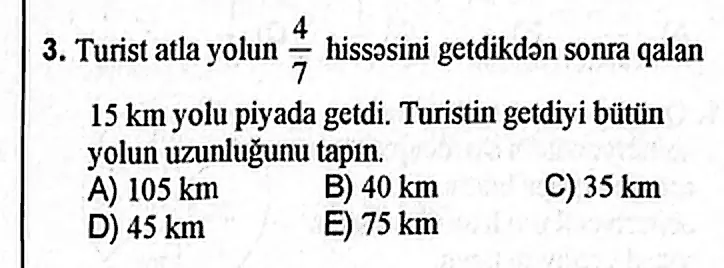 3. Turist atla yolun 4/7 hissəsini getdikdən sonra qalan
15 km yolu piyada getdi. Turistin getdiyi bütün
yolun uzunluğunu tapın.
A) 105 km B) 40 km C) 35 km
D) 45 km E) 75 km